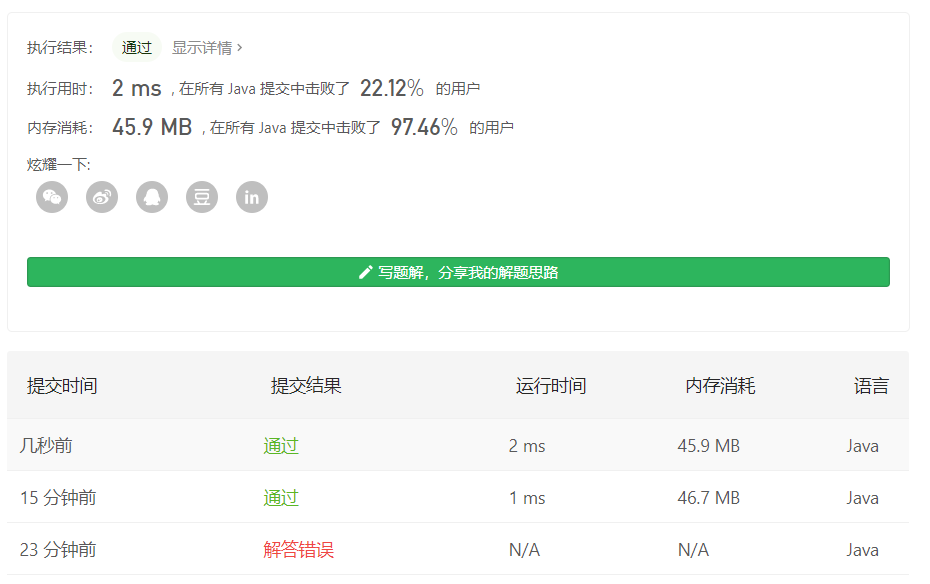 执行结果： 通过 显示详情 ›
执行用时： 2 ms , 在所有 Java 提交中击败了 22.12% 的用户
内存消耗： 45.9 MB , 在所有 Java 提交中击败了 97.46% 的用户
炫耀一下:
豆 in
写题解，分享我的解题思路
提交时间 提交结果 运行时间 内存消耗 语言
几秒前 通过 2 ms 45.9 MB Java
15 分钟前 通过 1 ms 46.7 MB Java
23 分钟前 解答错误 N/A N/A Java